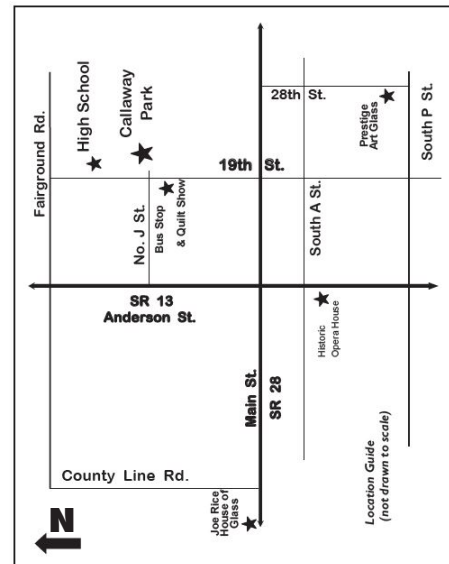 Fairground Rd.
High School
Callaway
Park
28th St.
Prestige
Art Glass
South P St.
19th St.
No. J St.
Bus Stop
& Quilt Show
South A St.
SR 13
Anderson St.
Historic
Opera House
Main St.
SR 28
County Line Rd.
Joe Rice
House of
Glass
Location Guide
(not drawn to scale)
N